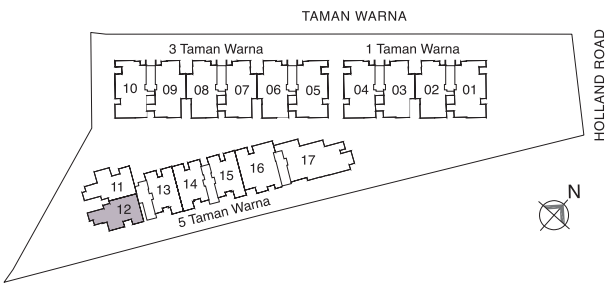 TAMAN WARNA
HOLLAND ROAD
3 Taman Warna 1 Taman Warna
10 09 08 07 06 05 04 03 02 01
11 12 13 14 15 16 17
5 Taman Warna
N